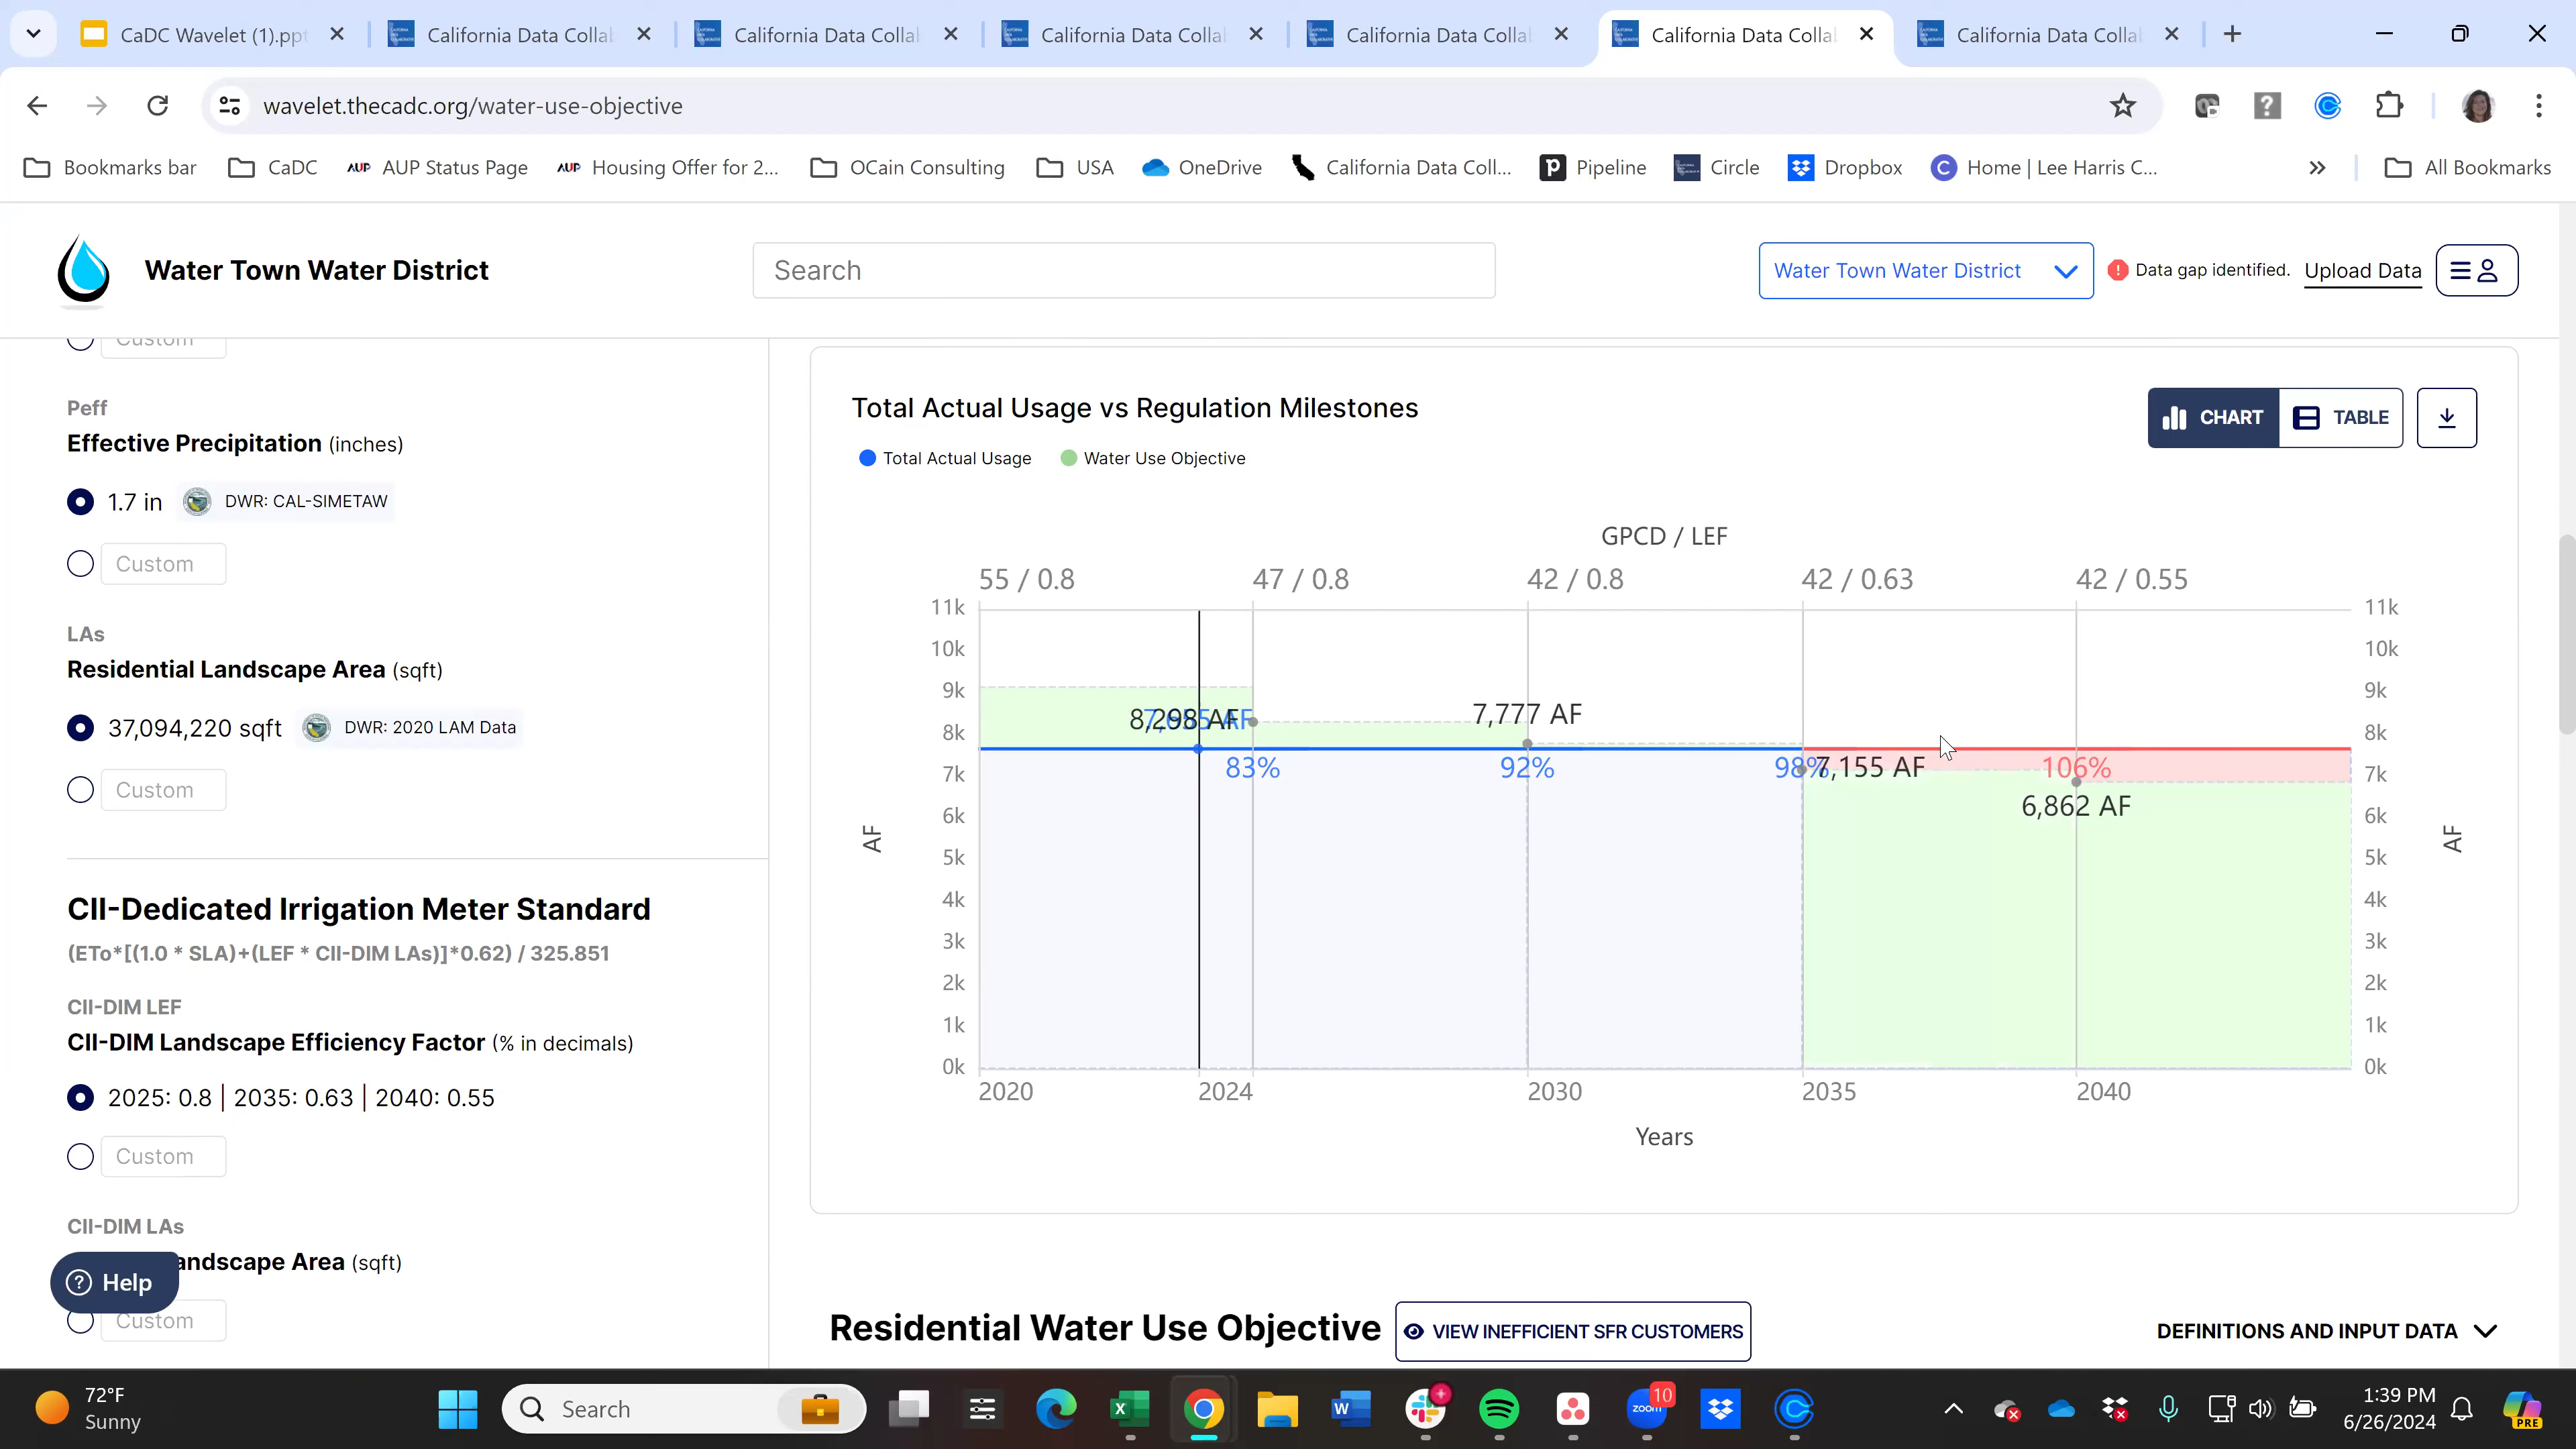 CaDC Wavelet (1).ppt
California Data Colla
California Data Colla
California Data Colla
California Data Colla
California Data Colla
California Data Colla
wavelet.thecadc.org/water-use-objective
Bookmarks bar
CaDC
AUP AUP Status Page
AUP Housing Offer for 2...
OCain Consulting
USA
OneDrive
California Data Coll...
Pipeline
Circle
Dropbox
C Home | Lee Harris C...
» All Bookmarks
Water Town Water District
Search
Water Town Water District
Data gap identified.
Upload Data
Custom
Peff
Effective Precipitation (inches)
1.7 in DWR: CAL-SIMETAW
Custom
LAs
Residential Landscape Area (sqft)
37,094,220 sqft DWR: 2020 LAM Data
Custom
CII-Dedicated Irrigation Meter Standard
(ETo*[(1.0 * SLA)+(LEF * CII-DIM LAs)]*0.62) / 325.851
CII-DIM LEF
CII-DIM Landscape Efficiency Factor (% in decimals)
2025: 0.8 | 2035: 0.63 | 2040: 0.55
Custom
CII-DIM LAs
andscape Area (sqft)
Help
Custom
Total Actual Usage vs Regulation Milestones
CHART
TABLE
Total Actual Usage
Water Use Objective
GPCD / LEF
55 / 0.8 47 / 0.8 42 / 0.8 42 / 0.63 42 / 0.55
11k 11k
10k 10k
9k 9k
8k 8k
7k 7k
6k 6k
5k 5k
4k 4k
3k 3k
2k 2k
1k 1k
0k 0k
AF
AF
8,298 AF
7,777 AF
83%
92%
98%
7,155 AF
106%
6,862 AF
2020 2024 2030 2035 2040
Years
Residential Water Use Objective
VIEW INEFFICIENT SFR CUSTOMERS
DEFINITIONS AND INPUT DATA
72°F
Sunny
Search
zoom
10
1:39 PM
6/26/2024
PRE